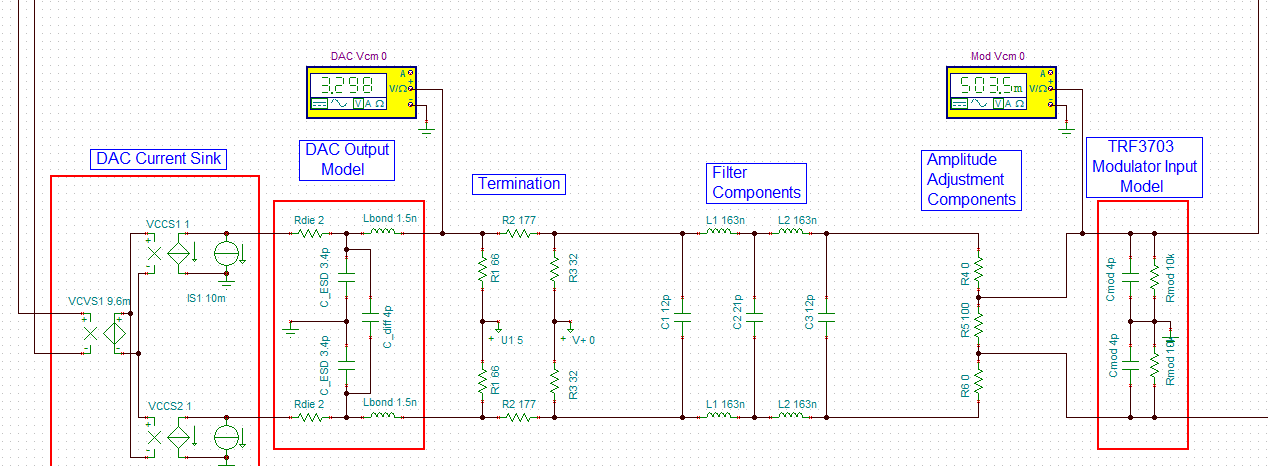 DAC Vcm 0
3.298
A
+
V/Ω
-
V A Ω
Mod Vcm 0
503.5m
A
+
V/Ω
-
V A Ω
DAC Current Sink
DAC Output
Model
Termination
Filter
Components
Amplitude
Adjustment
Components
TRF3703
Modulator Input
Model
VCCS1 1
IS1 10m
VCVS1 9.6m
VCCS2 1
Rdie 2
Lbond 1.5n
C_ESD 3.4p
C_diff 4p
C_ESD 3.4p
Rdie 2
Lbond 1.5n
R2 177
R1 66
R3 32
+ U1 5
+ V+ 0
R1 66
R3 32
R2 177
L1 163n
L2 163n
C1 12p
C2 21p
C3 12p
L1 163n
L2 163n
R4 0
R5 100
R6 0
Cmod 4p
Rmod 10k
Cmod 4p
Rmod 10k